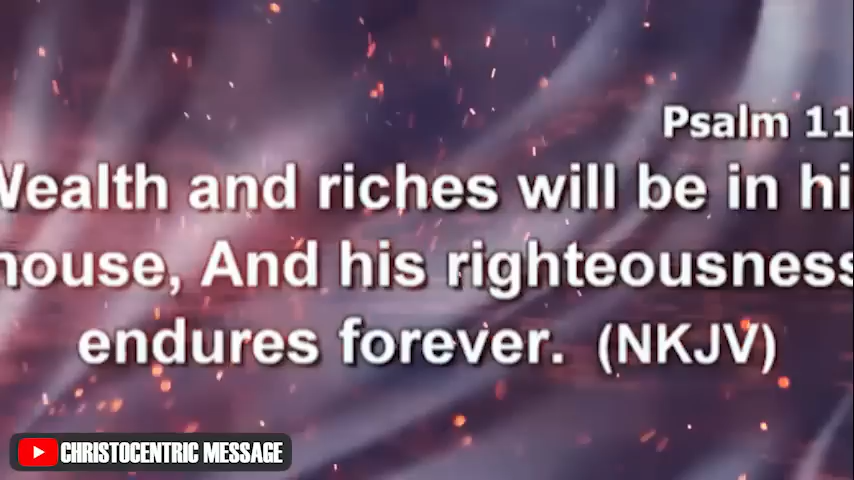 Psalm 11
Wealth and riches will be in hi
house, And his righteousness
endures forever. (NKJV)
CHRISTOCENTRIC MESSAGE